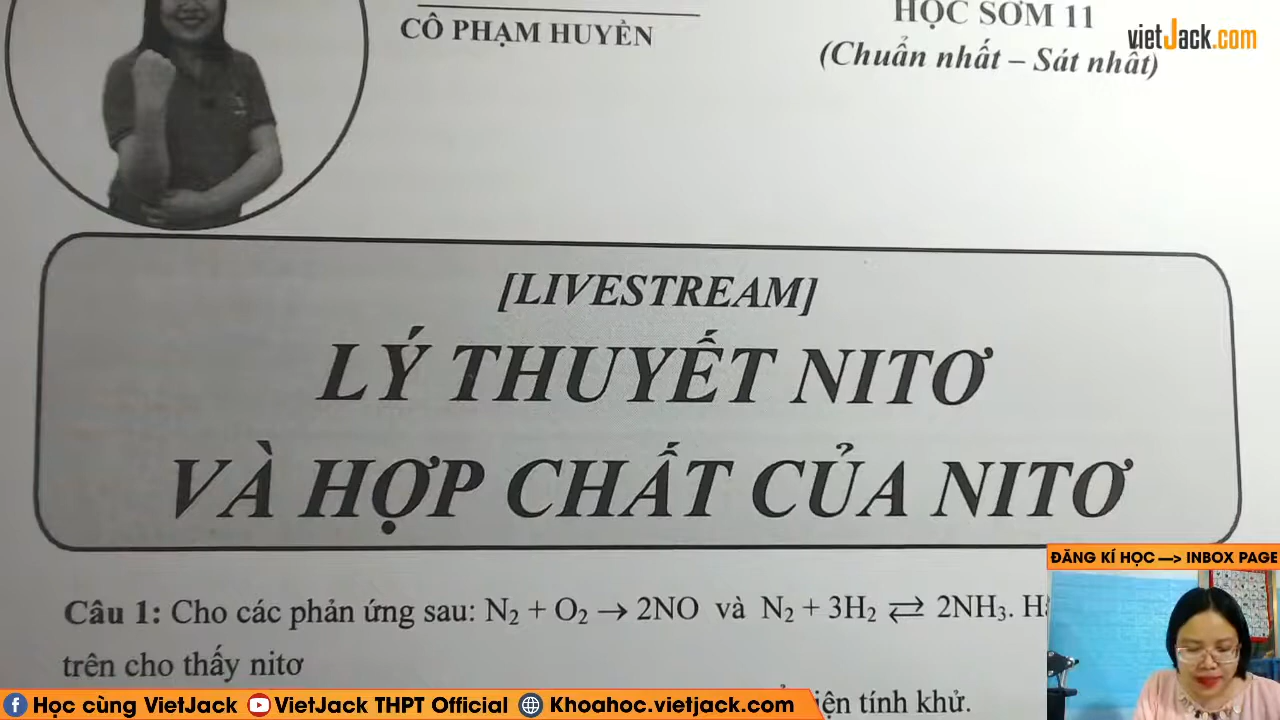 CÔ PHẠM HUYỀN
HỌC SỚM 11
(Chuẩn nhất – Sát nhất)
vietJack.com
[LIVESTREAM]
LÝ THUYẾT NITƠ
VÀ HỢP CHẤT CỦA NITƠ
ĐĂNG KÍ HỌC —> INBOX PAGE
Câu 1: Cho các phản ứng sau: N₂ + O₂ → 2NO và N₂ + 3H₂ ⇄ 2NH₃.
trên cho thấy nitơ
tính khử.
Học cùng VietJack VietJack THPT Official Khoahoc.vietjack.com